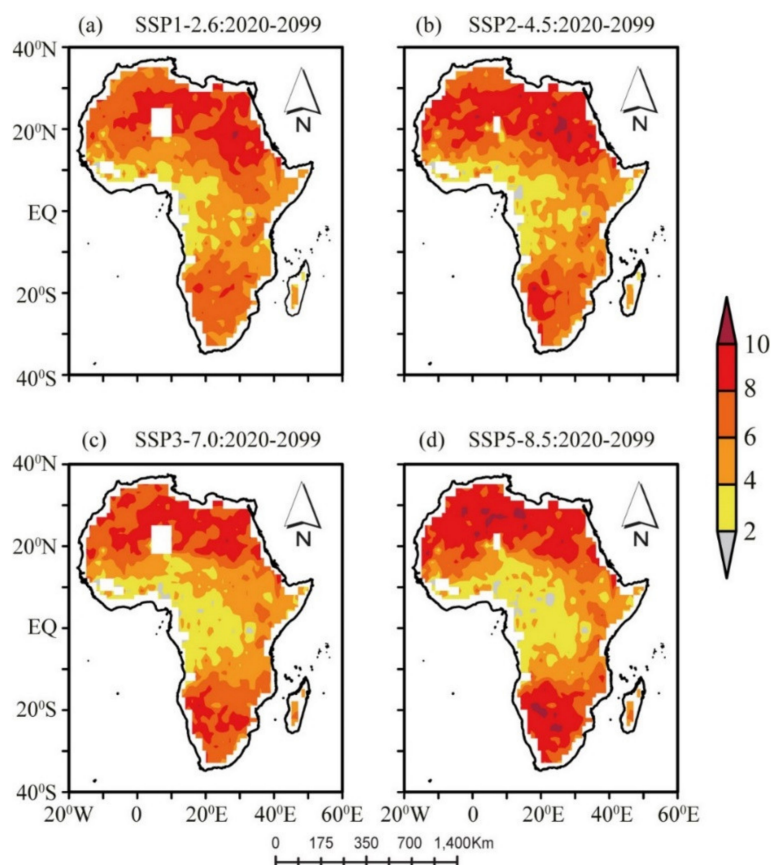 (a) SSP1-2.6:2020-2099
(b) SSP2-4.5:2020-2099
40⁰N
20⁰N
EQ
20⁰S
40⁰S
N
N
(c) SSP3-7.0:2020-2099
(d) SSP5-8.5:2020-2099
40⁰N
20⁰N
EQ
20⁰S
40⁰S
N
N
10
8
6
4
2
20⁰W 0 20⁰E 40⁰E 60⁰E
20⁰W 0 20⁰E 40⁰E 60⁰E
0 175 350 700 1,400Km